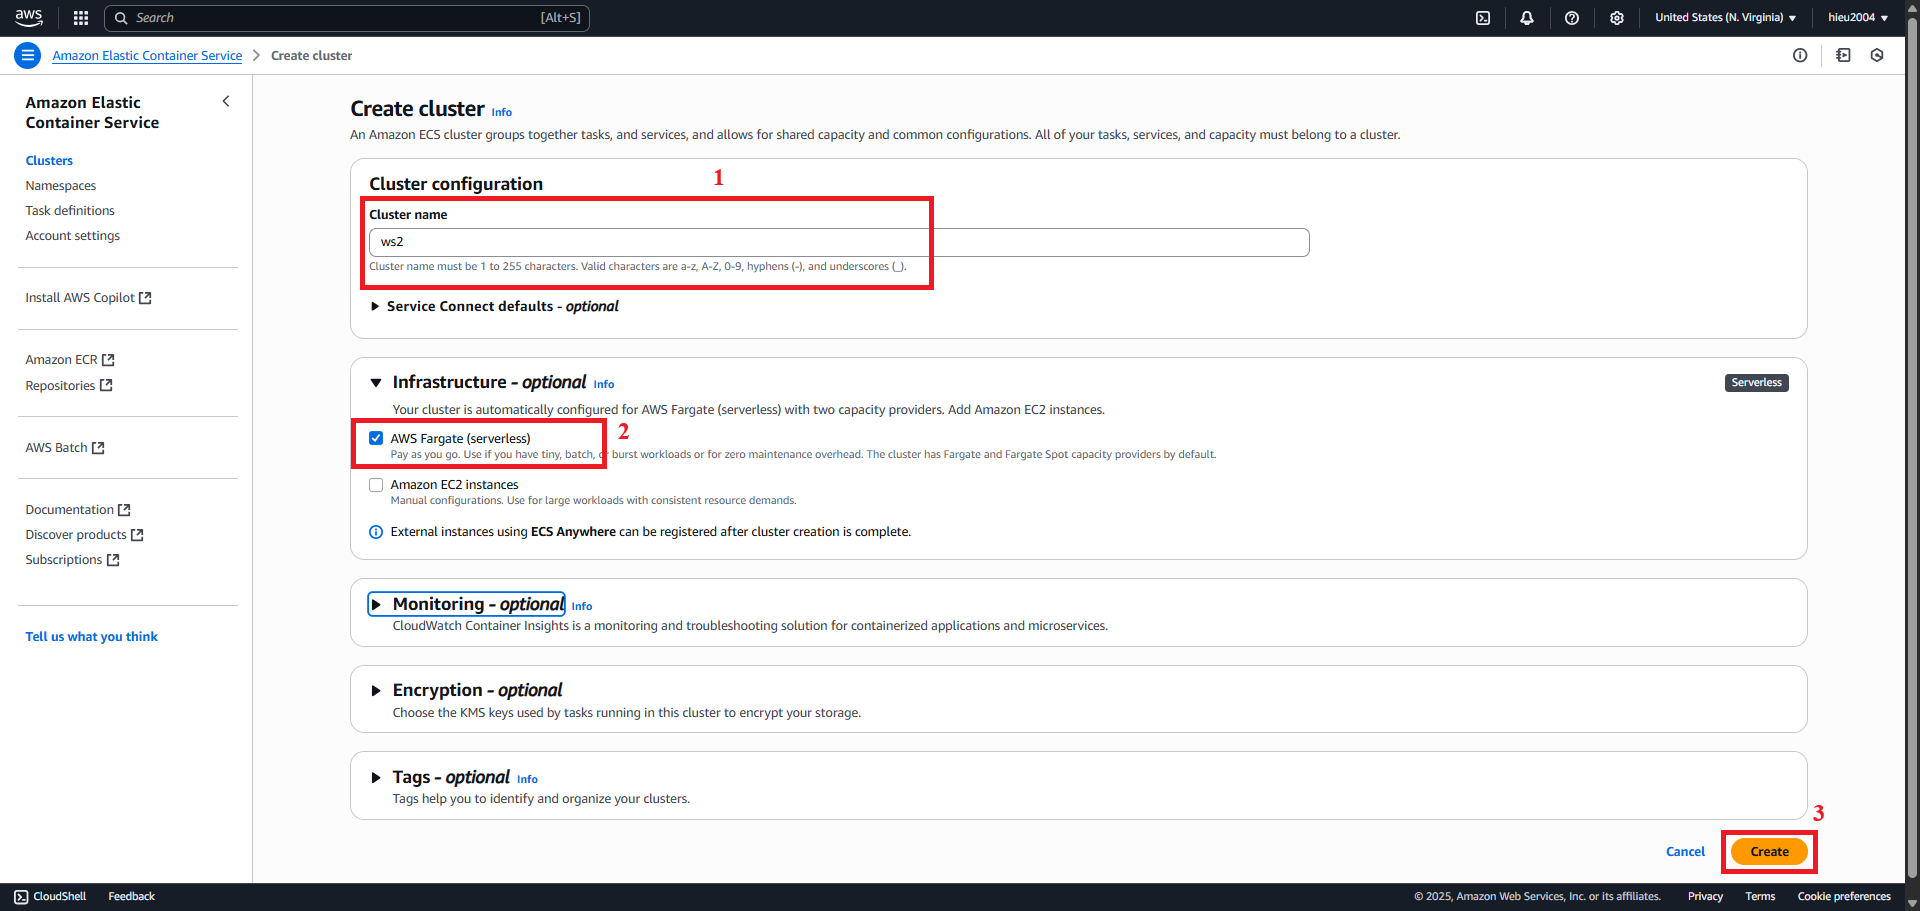 aws
Search
[Alt+S]
United States (N. Virginia)
hieu2004
Amazon Elastic Container Service
Create cluster
Amazon Elastic
Container Service
Clusters
Namespaces
Task definitions
Account settings
Install AWS Copilot
Amazon ECR
Repositories
AWS Batch
Documentation
Discover products
Subscriptions
Tell us what you think
Create cluster Info
An Amazon ECS cluster groups together tasks, and services, and allows for shared capacity and common configurations. All of your tasks, services, and capacity must belong to a cluster.
1
Cluster configuration
Cluster name
ws2
Cluster name must be 1 to 255 characters. Valid characters are a-z, A-Z, 0-9, hyphens (-), and underscores (_).
Service Connect defaults - optional
Infrastructure - optional Info
Serverless
Your cluster is automatically configured for AWS Fargate (serverless) with two capacity providers. Add Amazon EC2 instances.
2
AWS Fargate (serverless)
Pay as you go. Use if you have tiny, batch, or burst workloads or for zero maintenance overhead. The cluster has Fargate and Fargate Spot capacity providers by default.
Amazon EC2 instances
Manual configurations. Use for large workloads with consistent resource demands.
External instances using ECS Anywhere can be registered after cluster creation is complete.
Monitoring - optional Info
CloudWatch Container Insights is a monitoring and troubleshooting solution for containerized applications and microservices.
Encryption - optional
Choose the KMS keys used by tasks running in this cluster to encrypt your storage.
Tags - optional Info
Tags help you to identify and organize your clusters.
3
Cancel
Create
CloudShell
Feedback
© 2025, Amazon Web Services, Inc. or its affiliates.
Privacy
Terms
Cookie preferences